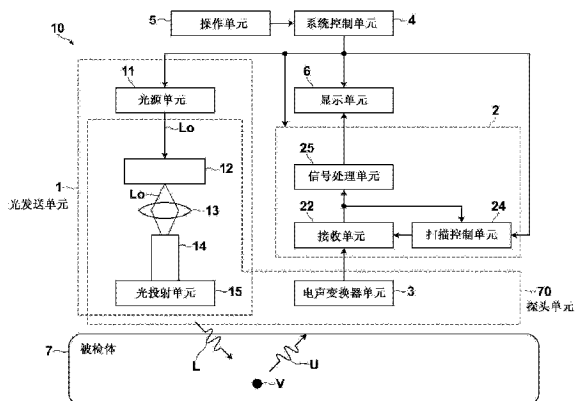 10
5
操作单元
系统控制单元
4
11
光源单元
6
显示单元
2
Lo
25
信号处理单元
12
1
光发送单元
Lo
13
22
接收单元
24
扫描控制单元
14
光投射单元
15
电声变换器单元
3
70
探头单元
7
被检体
L
U
V